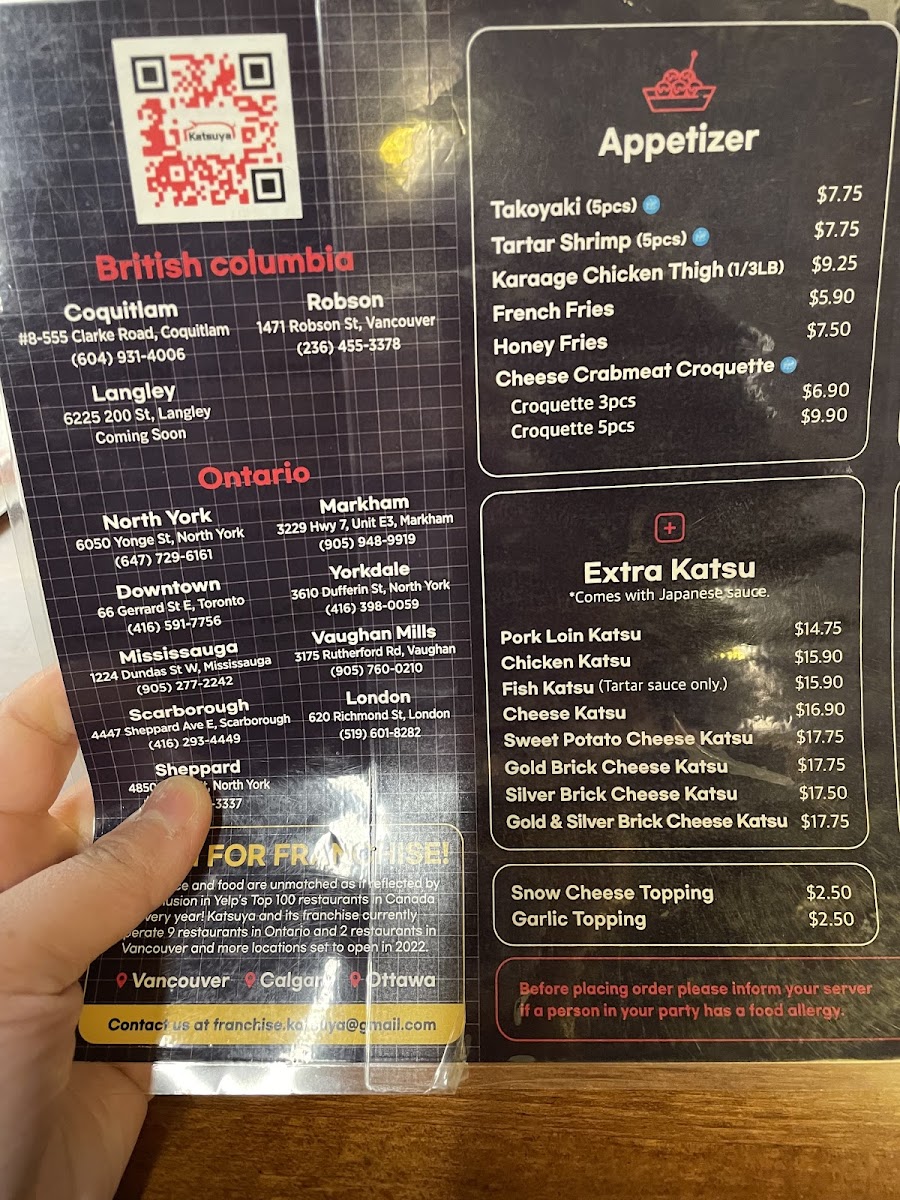 Katsuya
British columbia
Coquitlam
#8-555 Clarke Road, Coquitlam
(604) 931-4006
Robson
1471 Robson St, Vancouver
(236) 455-3378
Langley
6225 200 St, Langley
Coming Soon
Ontario
North York
6050 Yonge St, North York
(647) 729-6161
Markham
3229 Hwy 7, Unit E3, Markham
(905) 948-9919
Downtown
66 Gerrard St E, Toronto
(416) 591-7756
Yorkdale
3610 Dufferin St, North York
(416) 398-0059
Mississauga
1224 Dundas St W, Mississauga
(905) 277-2242
Vaughan Mills
3175 Rutherford Rd, Vaughan
(905) 760-0210
Scarborough
4447 Sheppard Ave E, Scarborough
(416) 293-4449
London
620 Richmond St, London
(519) 601-8282
Sheppard
4850 North York
-3337
FOR FRANCHISE!
and food are unmatched as if reflected by
in Yelp's Top 100 restaurants in Canada
year! Katsuya and its franchise currently
9 restaurants in Ontario and 2 restaurants in
Vancouver and more locations set to open in 2022.
Vancouver Calgary Ottawa
Contact us at franchise.katsuya@gmail.com
Appetizer
Takoyaki (5pcs) $7.75
Tartar Shrimp (5pcs) $7.75
Karaage Chicken Thigh (1/3LB) $9.25
French Fries $5.90
Honey Fries $7.50
Cheese Crabmeat Croquette
Croquette 3pcs $6.90
Croquette 5pcs $9.90
Extra Katsu
*Comes with Japanese sauce.
Pork Loin Katsu $14.75
Chicken Katsu $15.90
Fish Katsu (Tartar sauce only.) $15.90
Cheese Katsu $16.90
Sweet Potato Cheese Katsu $17.75
Gold Brick Cheese Katsu $17.75
Silver Brick Cheese Katsu $17.50
Gold & Silver Brick Cheese Katsu $17.75
Snow Cheese Topping $2.50
Garlic Topping $2.50
Before placing order please inform your server
if a person in your party has a food allergy.